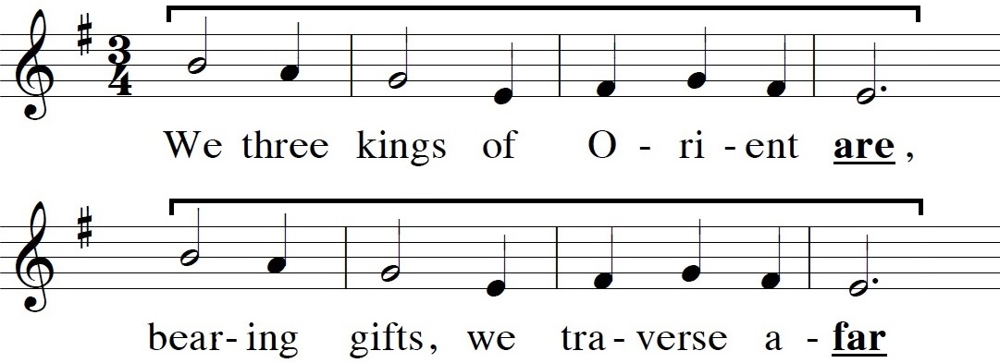 3
4
We three kings of O - ri - ent are ,
bear- ing gifts, we tra - verse a - far